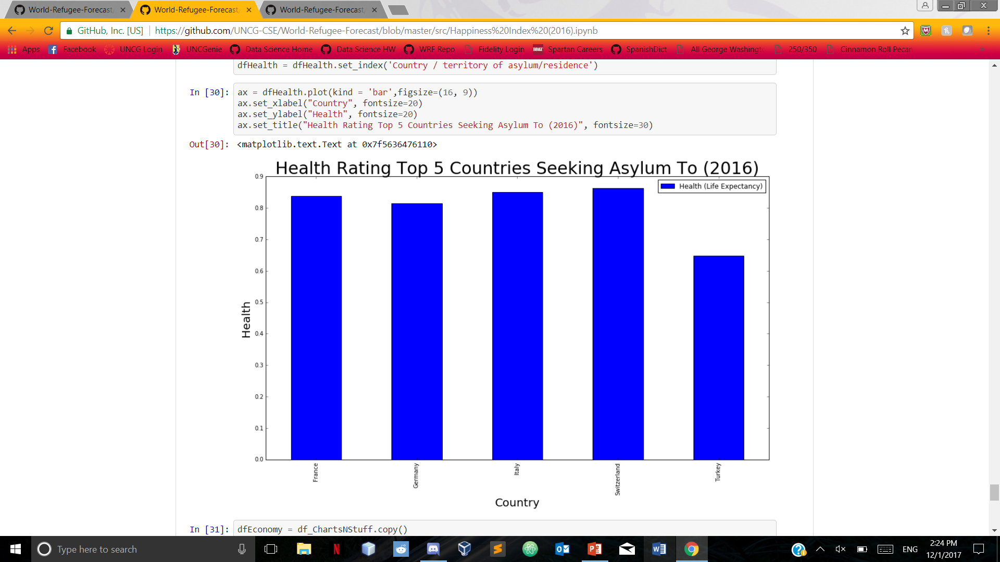 World-Refugee-Forecast
World-Refugee-Forecast
World-Refugee-Forecast
GitHub, Inc. [US] https://github.com/UNCG-CSE/World-Refugee-Forecast/blob/master/src/Happiness%20Index%20(2016).ipynb
Apps Facebook UNCG Login UNCGenie Data Science Home Data Science HW WRF Repo Fidelity Login BB&T Spartan Careers SpanishDict All George Washingt 250/350 Cinnamon Roll Pecan
dfHealth = dfHealth.set_index('Country / territory of asylum/residence')
In [30]: ax = dfHealth.plot(kind = 'bar',figsize=(16, 9))
ax.set_xlabel("Country", fontsize=20)
ax.set_ylabel("Health", fontsize=20)
ax.set_title("Health Rating Top 5 Countries Seeking Asylum To (2016)", fontsize=30)
Out[30]: <matplotlib.text.Text at 0x7f5636476110>
Health Rating Top 5 Countries Seeking Asylum To (2016)
Health (Life Expectancy)
0.9
0.8
0.7
0.6
0.5
0.4
0.3
0.2
0.1
0.0
Health
France
Germany
Italy
Switzerland
Turkey
Country
In [31]: dfEconomy = df_ChartsNStuff.copy()
Type here to search
ENG
2:24 PM
12/1/2017